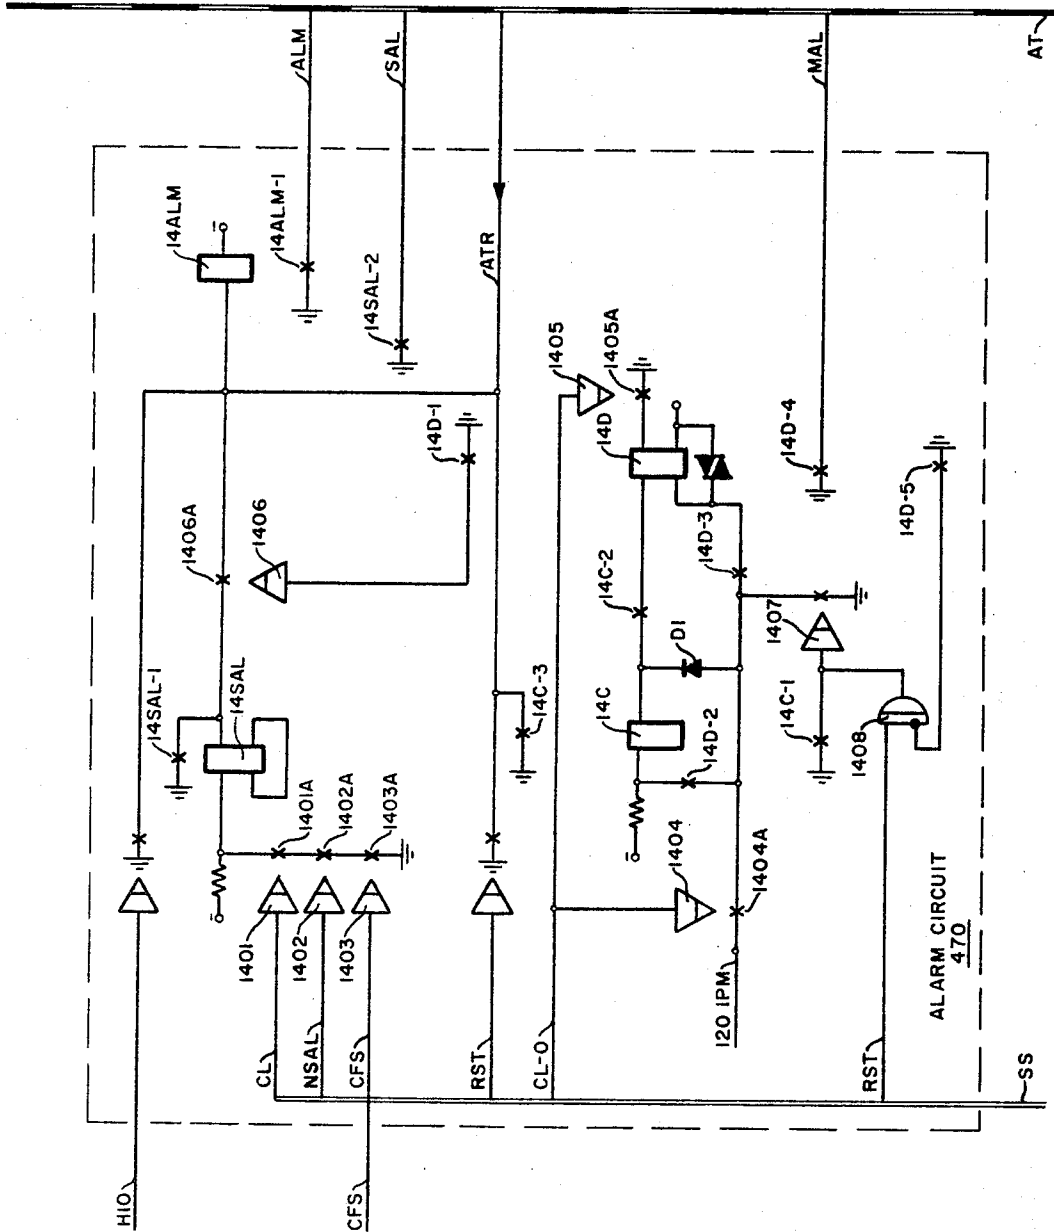 ALM
SAL
MAL
AT
14ALM
14ALM-1
14SAL-2
ATR
1405
1405A
14D
14D-1
14D-4
14D-5
1406A
1406
14C-2
14D-3
D1
1407
14SAL-1
14SAL
14C-3
14C
14D-2
14C-1
1408
1401A
1402A
1403A
1404
1404A
1401
1402
1403
CL
NSAL
CFS
RST
CL-O
120 IPM
RST
ALARM CIRCUIT
470
SS
H10
CFS